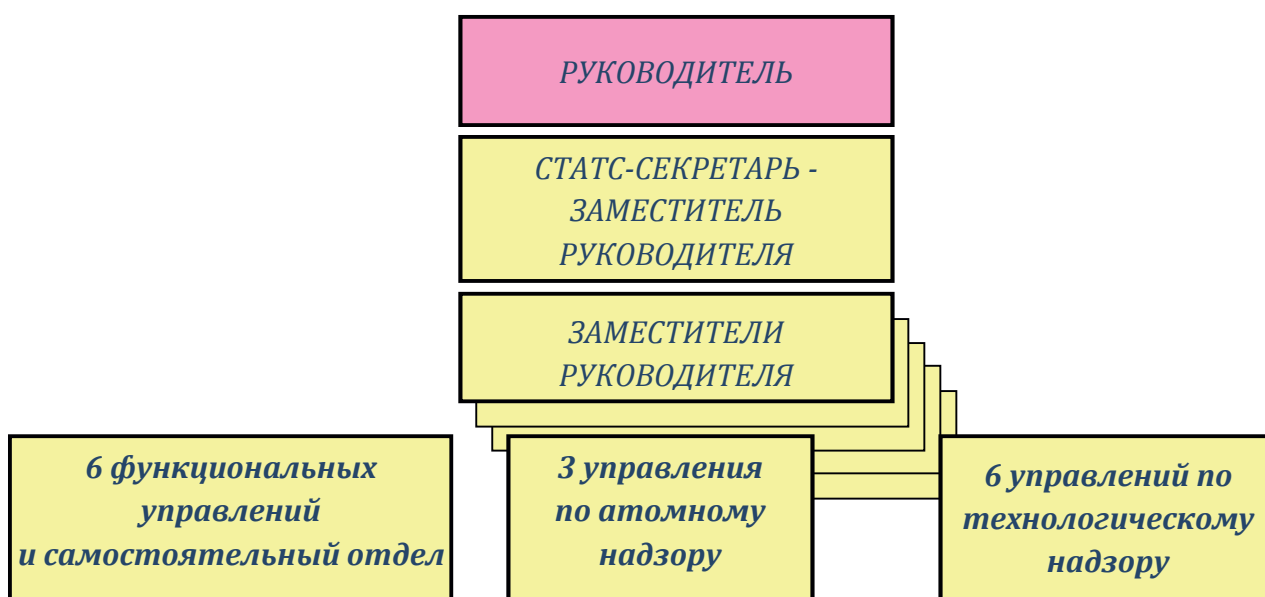 РУКОВОДИТЕЛЬ
СТАТС-СЕКРЕТАРЬ -
ЗАМЕСТИТЕЛЬ
РУКОВОДИТЕЛЯ
ЗАМЕСТИТЕЛИ
РУКОВОДИТЕЛЯ
6 функциональных
управлений
и самостоятельный отдел
3 управления
по атомному
надзору
6 управлений по
технологическому
надзору